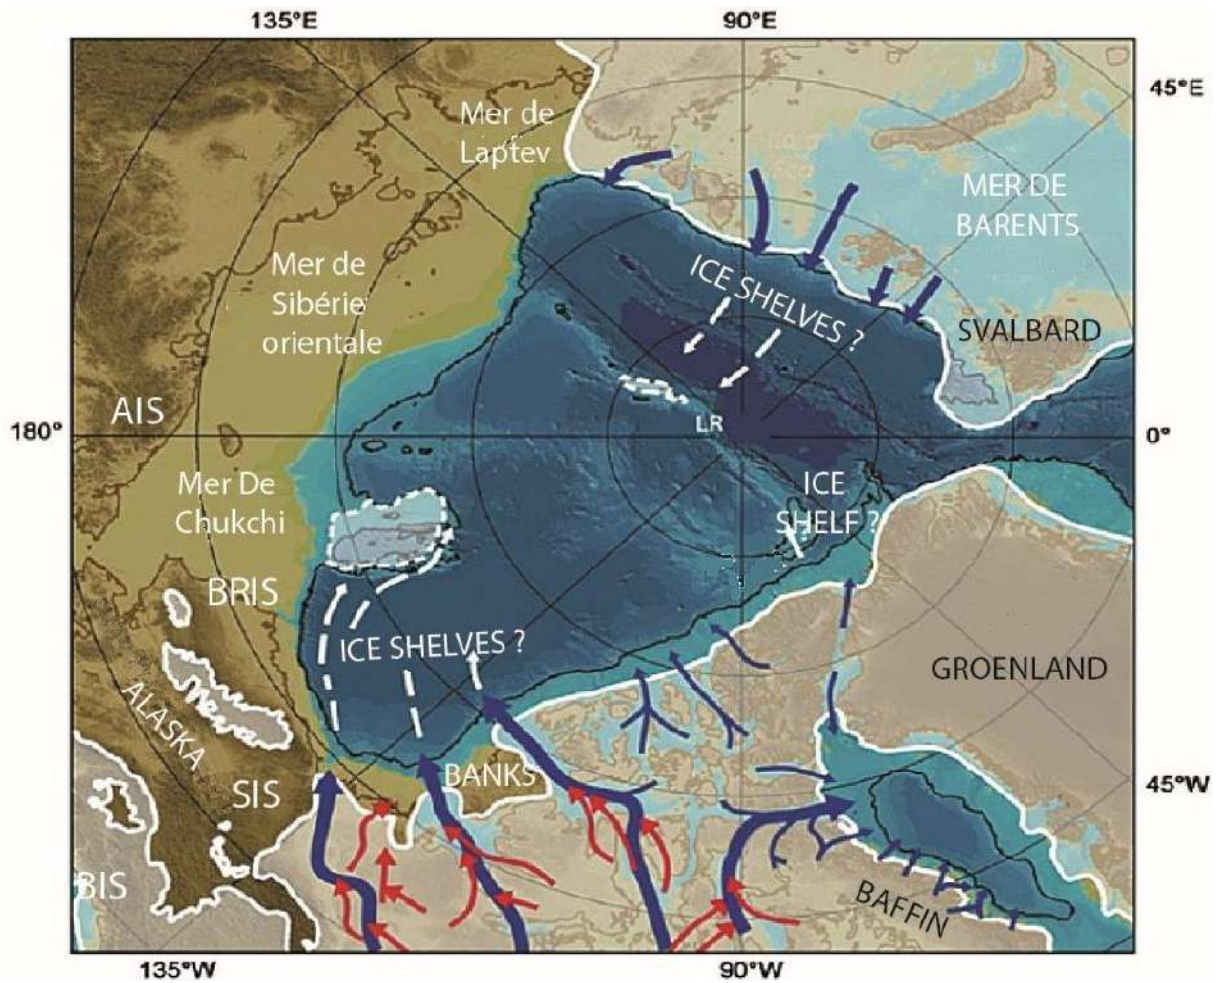 135°E
90°E
45°E
Mer de
Laptev
MER DE
BARENTS
Mer de
Sibérie
orientale
ICE SHELVES ?
SVALBARD
AIS
LR
180°
0°
Mer De
Chukchi
ICE
SHELF ?
BRIS
ICE SHELVES ?
GROENLAND
ALASKA
BANKS
SIS
45°W
BIS
BAFFIN
135°W
90°W